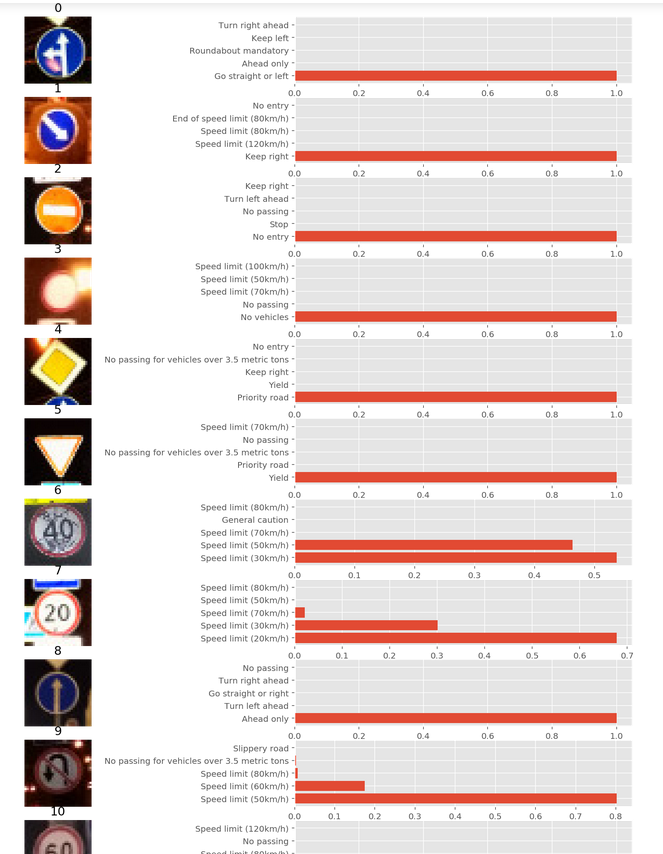 0
Turn right ahead
Keep left
Roundabout mandatory
Ahead only
Go straight or left
0.0 0.2 0.4 0.6 0.8 1.0
1
No entry
End of speed limit (80km/h)
Speed limit (80km/h)
Speed limit (120km/h)
Keep right
0.0 0.2 0.4 0.6 0.8 1.0
2
Keep right
Turn left ahead
No passing
Stop
No entry
0.0 0.2 0.4 0.6 0.8 1.0
3
Speed limit (100km/h)
Speed limit (50km/h)
Speed limit (70km/h)
No passing
No vehicles
0.0 0.2 0.4 0.6 0.8 1.0
4
No entry
No passing for vehicles over 3.5 metric tons
Keep right
Yield
Priority road
0.0 0.2 0.4 0.6 0.8 1.0
5
Speed limit (70km/h)
No passing
No passing for vehicles over 3.5 metric tons
Priority road
Yield
0.0 0.2 0.4 0.6 0.8 1.0
6
Speed limit (80km/h)
General caution
Speed limit (70km/h)
40
Speed limit (50km/h)
Speed limit (30km/h)
0.0 0.1 0.2 0.3 0.4 0.5
7
Speed limit (80km/h)
Speed limit (50km/h)
20
Speed limit (70km/h)
Speed limit (30km/h)
Speed limit (20km/h)
0.0 0.1 0.2 0.3 0.4 0.5 0.6 0.7
8
No passing
Turn right ahead
Go straight or right
Turn left ahead
Ahead only
0.0 0.2 0.4 0.6 0.8 1.0
9
Slippery road
No passing for vehicles over 3.5 metric tons
Speed limit (80km/h)
Speed limit (60km/h)
Speed limit (50km/h)
0.0 0.1 0.2 0.3 0.4 0.5 0.6 0.7 0.8
10
Speed limit (120km/h)
No passing
60
Speed limit (80km/h)